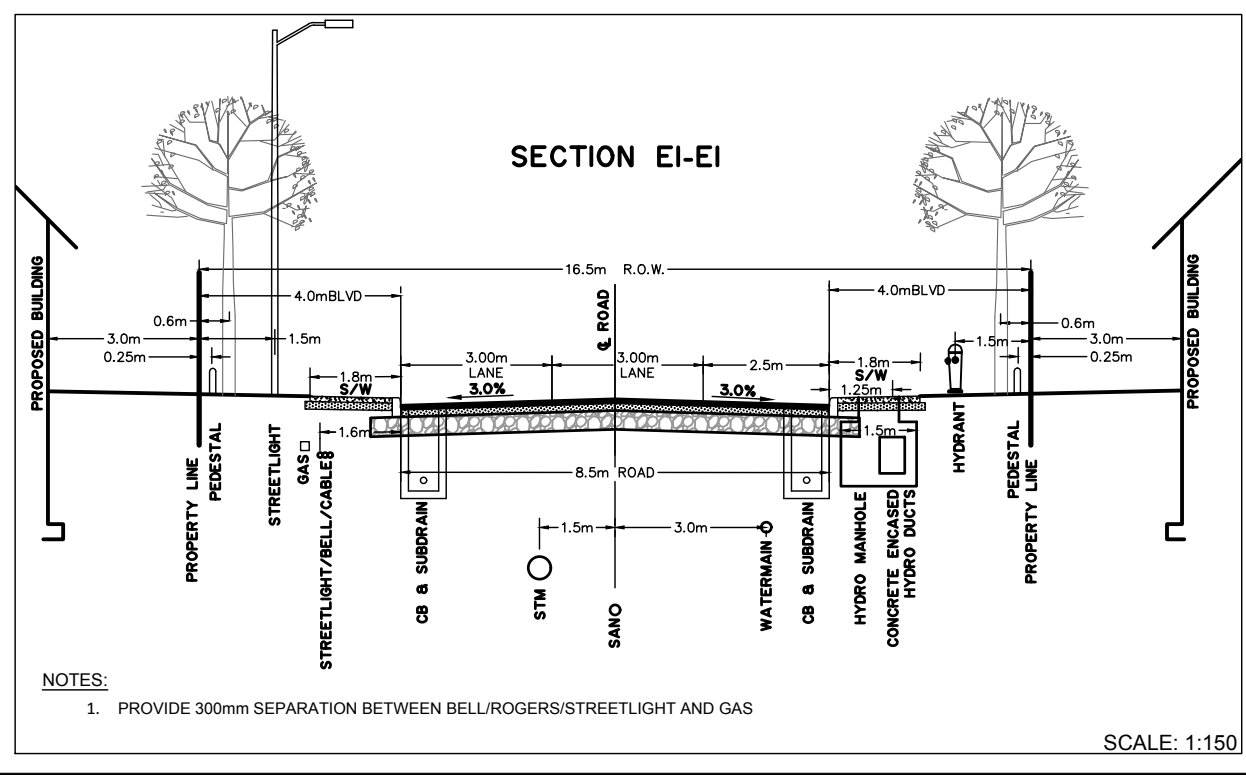 SECTION EI-EI
16.5m R.O.W.
4.0mBLVD
4.0mBLVD
℄ ROAD
PROPOSED BUILDING
PROPOSED BUILDING
0.6m
0.6m
3.0m
1.5m
1.5m
3.0m
0.25m
0.25m
3.00m
LANE
3.00m
LANE
2.5m
1.8m
S/W
1.8m
S/W
3.0%
3.0%
1.25m
1.6m
1.5m
8.5m ROAD
1.5m
3.0m
PROPERTY LINE
PEDESTAL
STREETLIGHT
GAS
STREETLIGHT/BELL/CABLE
CB & SUBDRAIN
STM
SAN
WATERMAIN
CB & SUBDRAIN
HYDRO MANHOLE
CONCRETE ENCASED
HYDRO DUCTS
HYDRANT
PEDESTAL
PROPERTY LINE
NOTES:
1. PROVIDE 300mm SEPARATION BETWEEN BELL/ROGERS/STREETLIGHT AND GAS
SCALE: 1:150